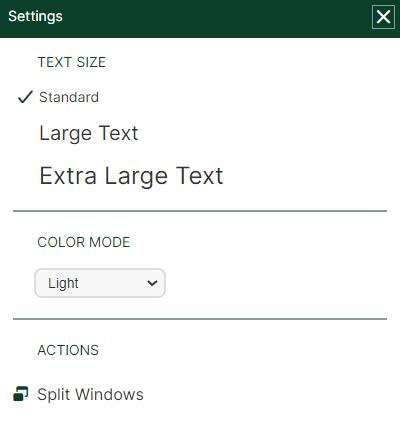 Settings
TEXT SIZE
Standard
Large Text
Extra Large Text
COLOR MODE
Light
ACTIONS
Split Windows